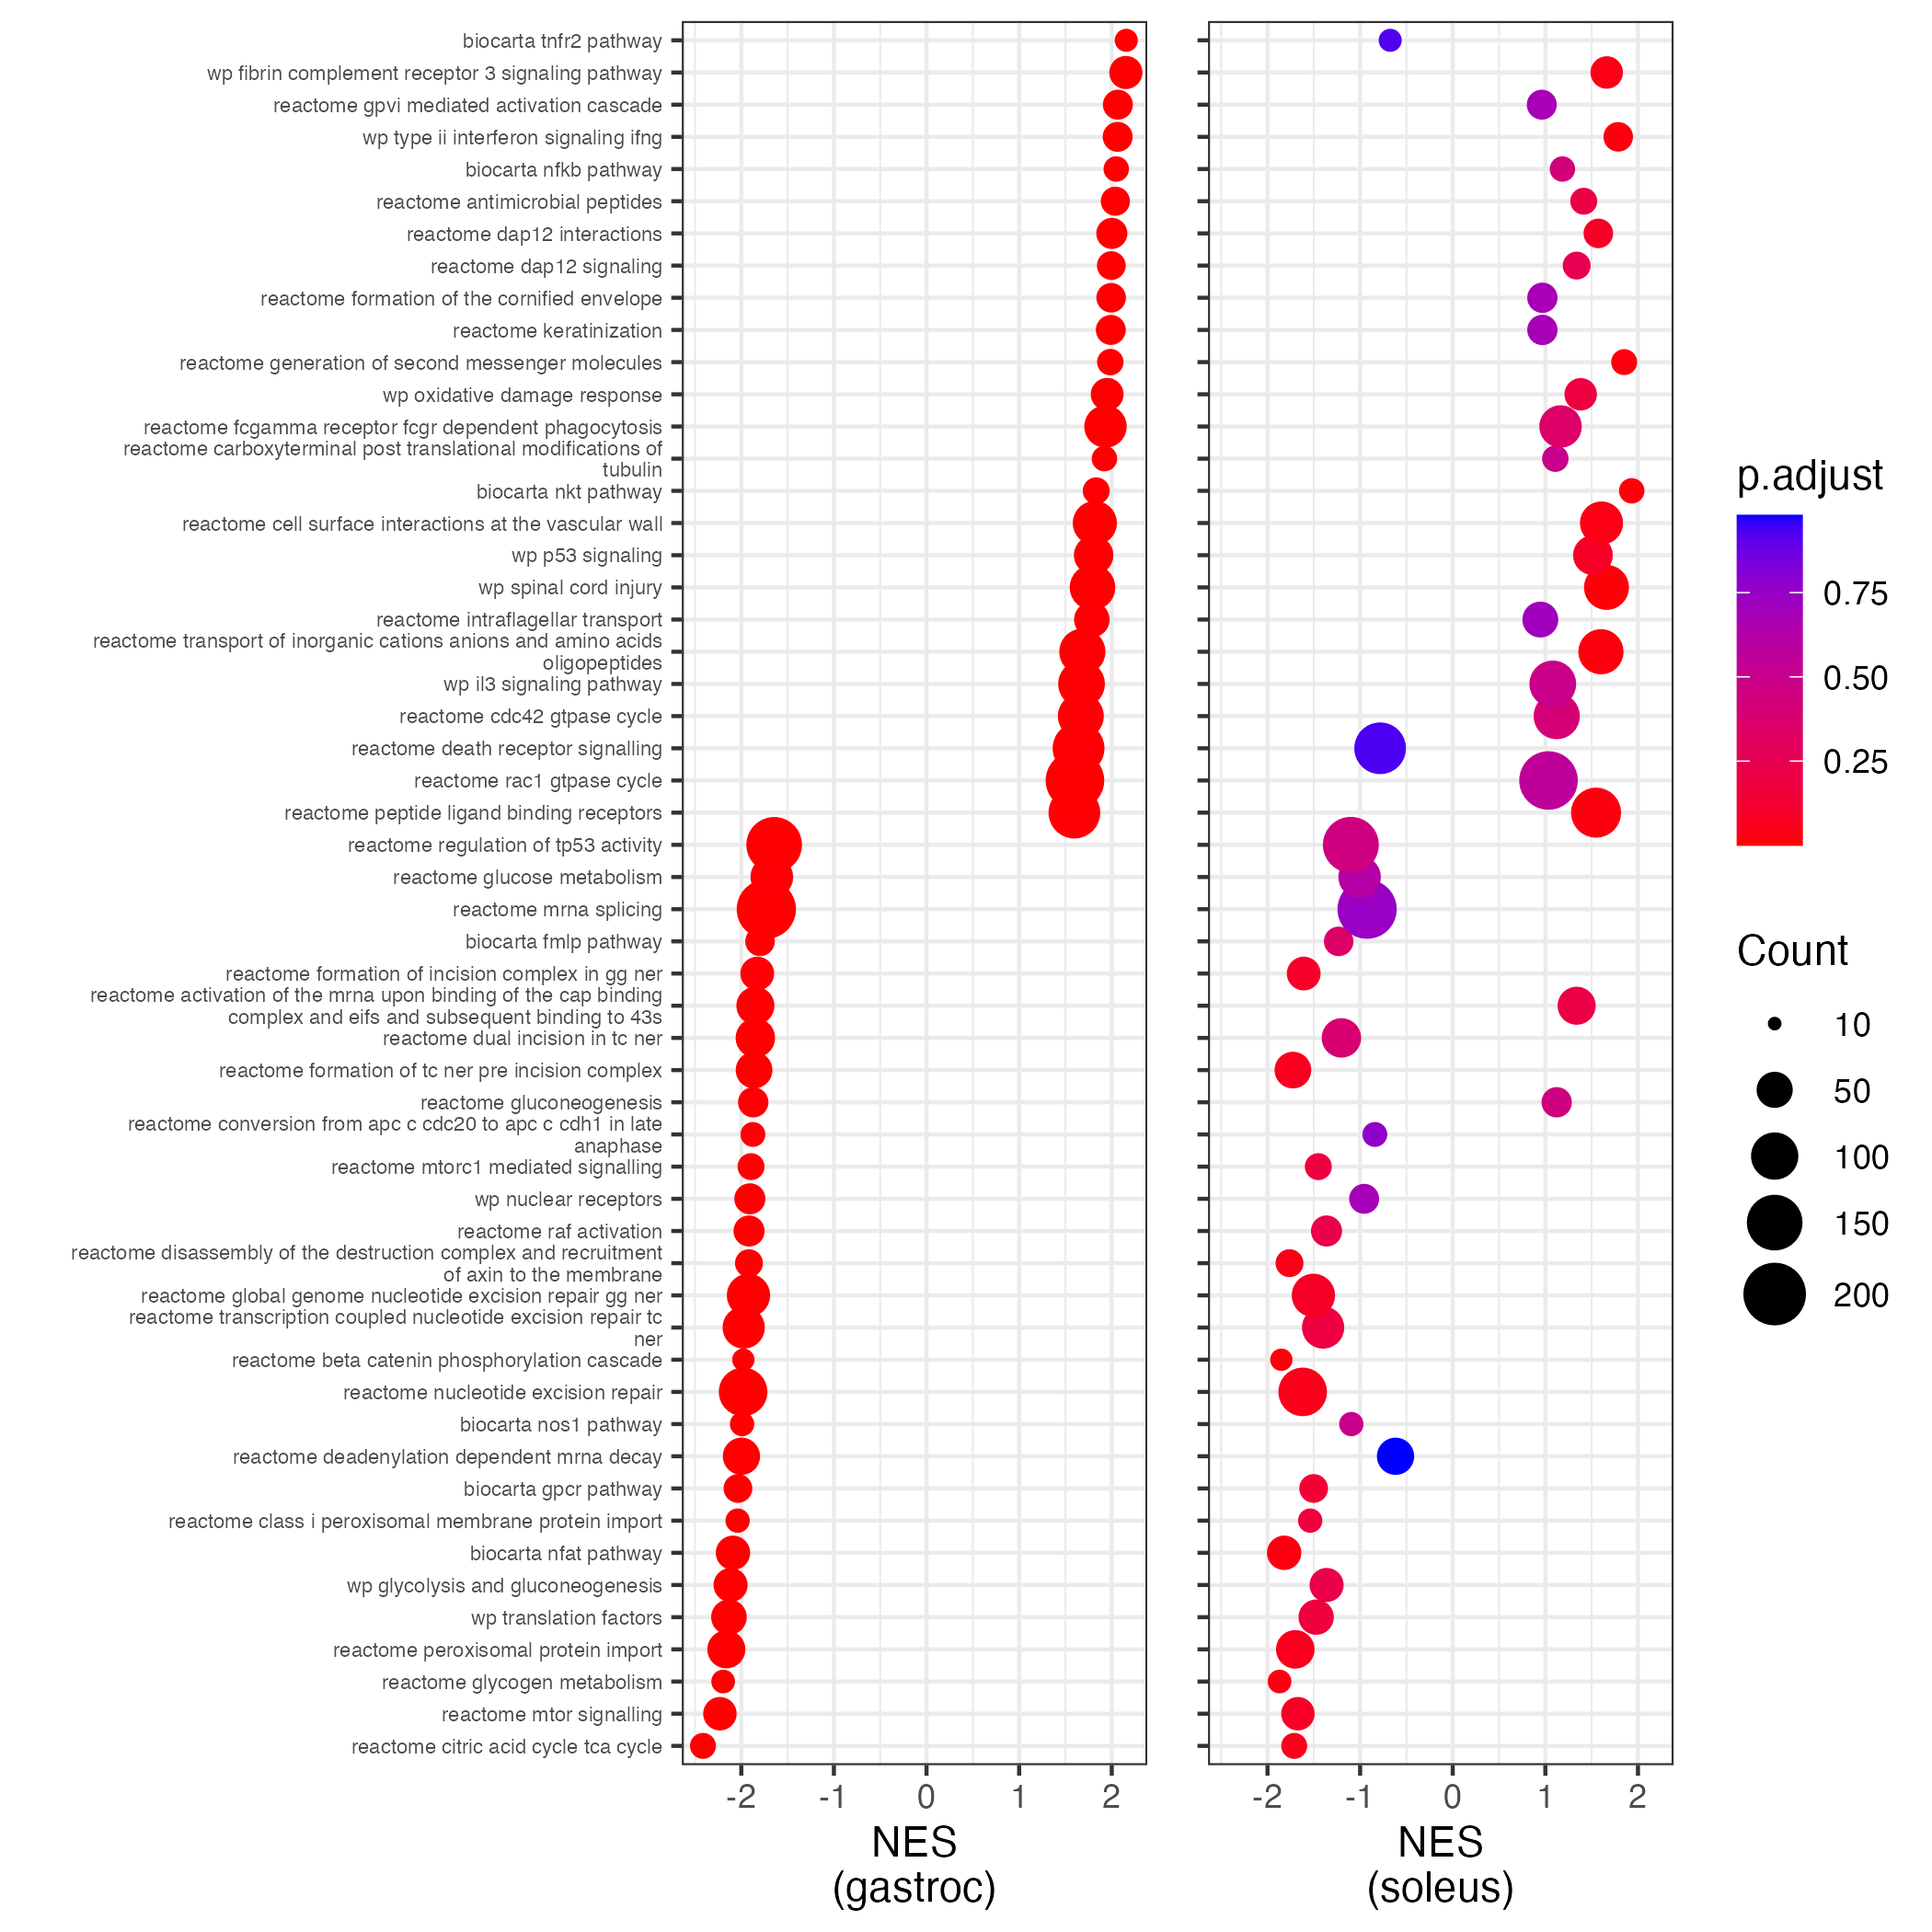 biocarta tnfr2 pathway
wp fibrin complement receptor 3 signaling pathway
reactome gpvi mediated activation cascade
wp type ii interferon signaling ifng
biocarta nfkb pathway
reactome antimicrobial peptides
reactome dap12 interactions
reactome dap12 signaling
reactome formation of the cornified envelope
reactome keratinization
reactome generation of second messenger molecules
wp oxidative damage response
reactome fcgamma receptor fcgr dependent phagocytosis
reactome carboxyterminal post translational modifications of
tubulin
biocarta nkt pathway
reactome cell surface interactions at the vascular wall
wp p53 signaling
wp spinal cord injury
reactome intraflagellar transport
reactome transport of inorganic cations anions and amino acids
oligopeptides
wp il3 signaling pathway
reactome cdc42 gtpase cycle
reactome death receptor signalling
reactome rac1 gtpase cycle
reactome peptide ligand binding receptors
reactome regulation of tp53 activity
reactome glucose metabolism
reactome mrna splicing
biocarta fmlp pathway
reactome formation of incision complex in gg ner
reactome activation of the mrna upon binding of the cap binding
complex and eifs and subsequent binding to 43s
reactome dual incision in tc ner
reactome formation of tc ner pre incision complex
reactome gluconeogenesis
reactome conversion from apc c cdc20 to apc c cdh1 in late
anaphase
reactome mtorc1 mediated signalling
wp nuclear receptors
reactome raf activation
reactome disassembly of the destruction complex and recruitment
of axin to the membrane
reactome global genome nucleotide excision repair gg ner
reactome transcription coupled nucleotide excision repair tc
ner
reactome beta catenin phosphorylation cascade
reactome nucleotide excision repair
biocarta nos1 pathway
reactome deadenylation dependent mrna decay
biocarta gpcr pathway
reactome class i peroxisomal membrane protein import
biocarta nfat pathway
wp glycolysis and gluconeogenesis
wp translation factors
reactome peroxisomal protein import
reactome glycogen metabolism
reactome mtor signalling
reactome citric acid cycle tca cycle
-2 -1 0 1 2
NES
(gastroc)
-2 -1 0 1 2
NES
(soleus)
p.adjust
0.75
0.50
0.25
Count
10
50
100
150
200